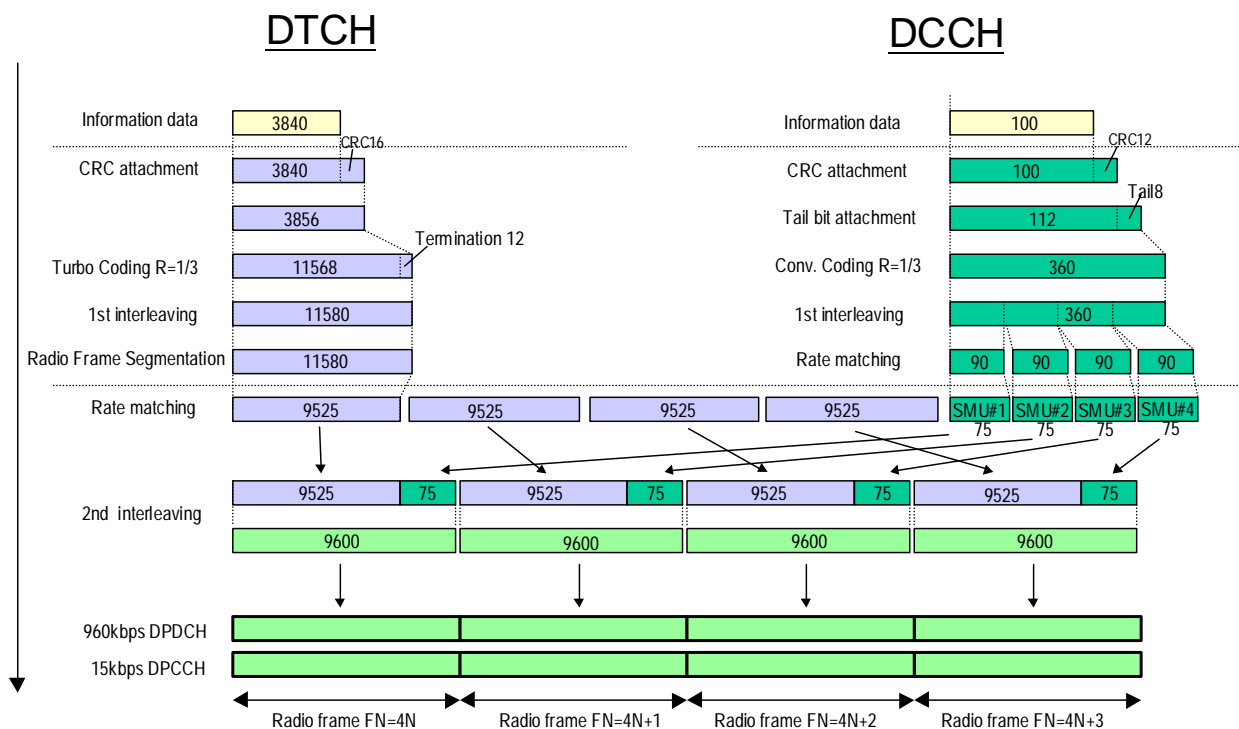 DTCH DCCH
Information data 3840 Information data 100
CRC16 CRC12
CRC attachment 3840 CRC attachment 100
Tail8
3856 Tail bit attachment 112
Termination 12
Turbo Coding R=1/3 11568 Conv. Coding R=1/3 360
1st interleaving 11580 1st interleaving 360
Radio Frame Segmentation 11580 Rate matching 90 90 90 90
Rate matching 9525 9525 9525 9525 SMU#1 SMU#2 SMU#3 SMU#4
75 75 75 75
9525 75 9525 75 9525 75 9525 75
2nd interleaving
9600 9600 9600 9600
960kbps DPDCH
15kbps DPCCH
Radio frame FN=4N Radio frame FN=4N+1 Radio frame FN=4N+2 Radio frame FN=4N+3